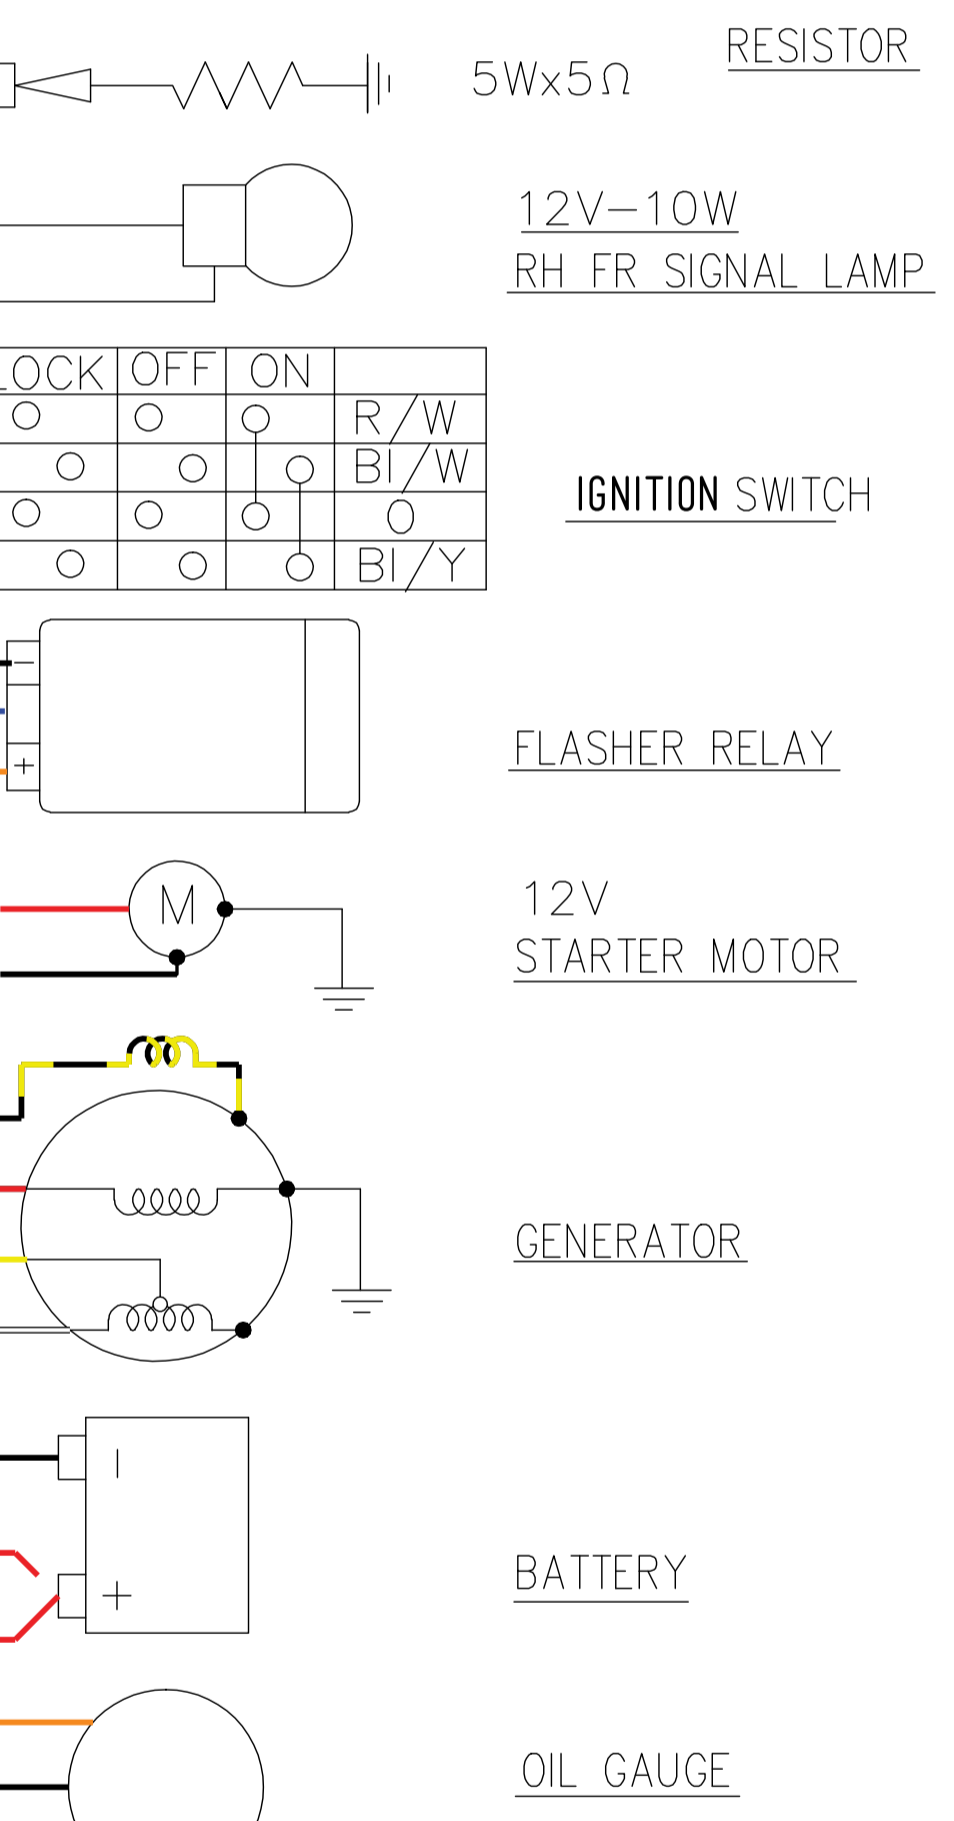 RESISTOR
5Wx5Ω
12V-10W
RH FR SIGNAL LAMP
LOCK OFF ON
R/W
Bl/W
O
Bl/Y
IGNITION SWITCH
−
+
FLASHER RELAY
M
12V
STARTER MOTOR
GENERATOR
−
+
BATTERY
OIL GAUGE